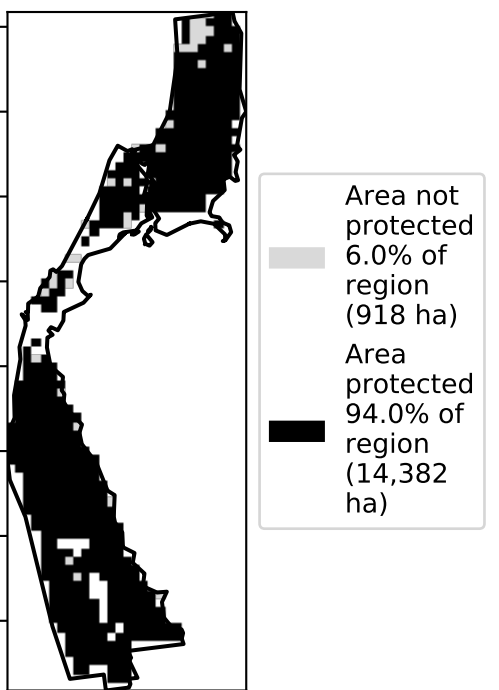 Area not
protected
6.0% of
region
(918 ha)
Area
protected
94.0% of
region
(14,382
ha)